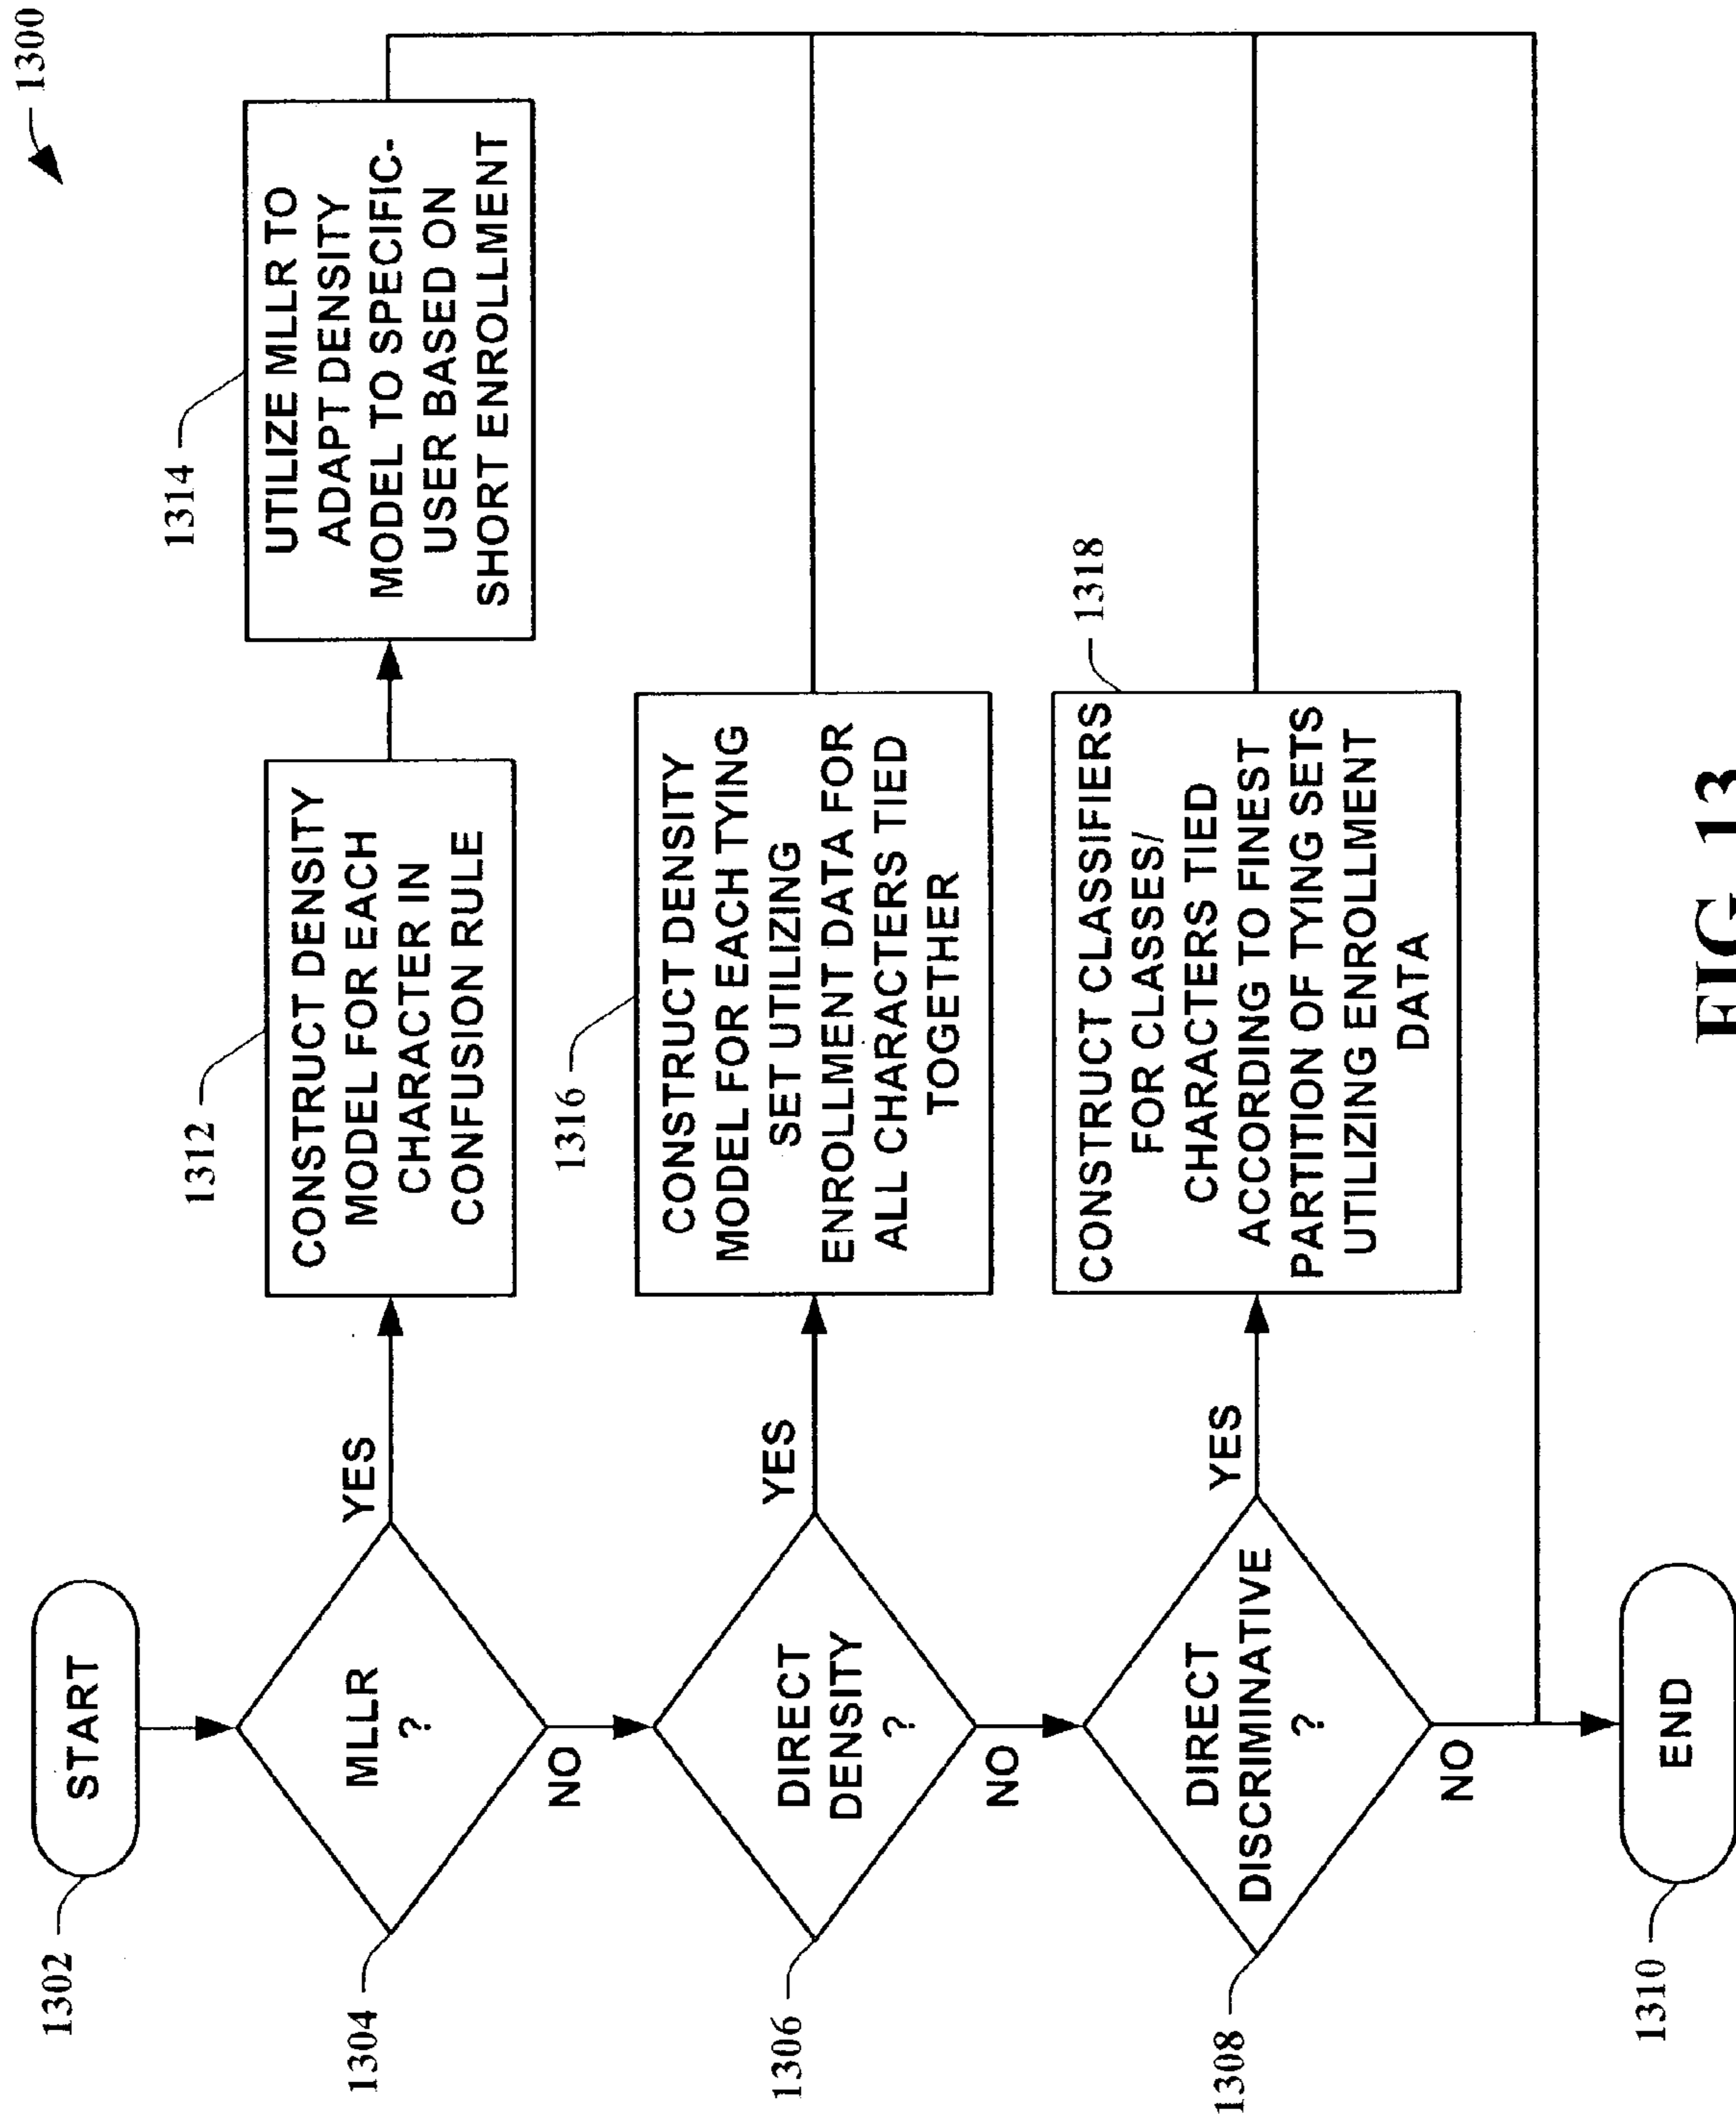 1300
START
1302
MLLR
?
1304
YES
NO
CONSTRUCT DENSITY
MODEL FOR EACH
CHARACTER IN
CONFUSION RULE
1312
UTILIZE MLLR TO
ADAPT DENSITY
MODEL TO SPECIFIC-
USER BASED ON
SHORT ENROLLMENT
1314
DIRECT
DENSITY
?
1306
YES
NO
CONSTRUCT DENSITY
MODEL FOR EACH TYING
SET UTILIZING
ENROLLMENT DATA FOR
ALL CHARACTERS TIED
TOGETHER
1316
DIRECT
DISCRIMINATIVE
?
1308
YES
NO
CONSTRUCT CLASSIFIERS
FOR CLASSES/
CHARACTERS TIED
ACCORDING TO FINEST
PARTITION OF TYING SETS
UTILIZING ENROLLMENT
DATA
1318
END
1310
FIG. 13